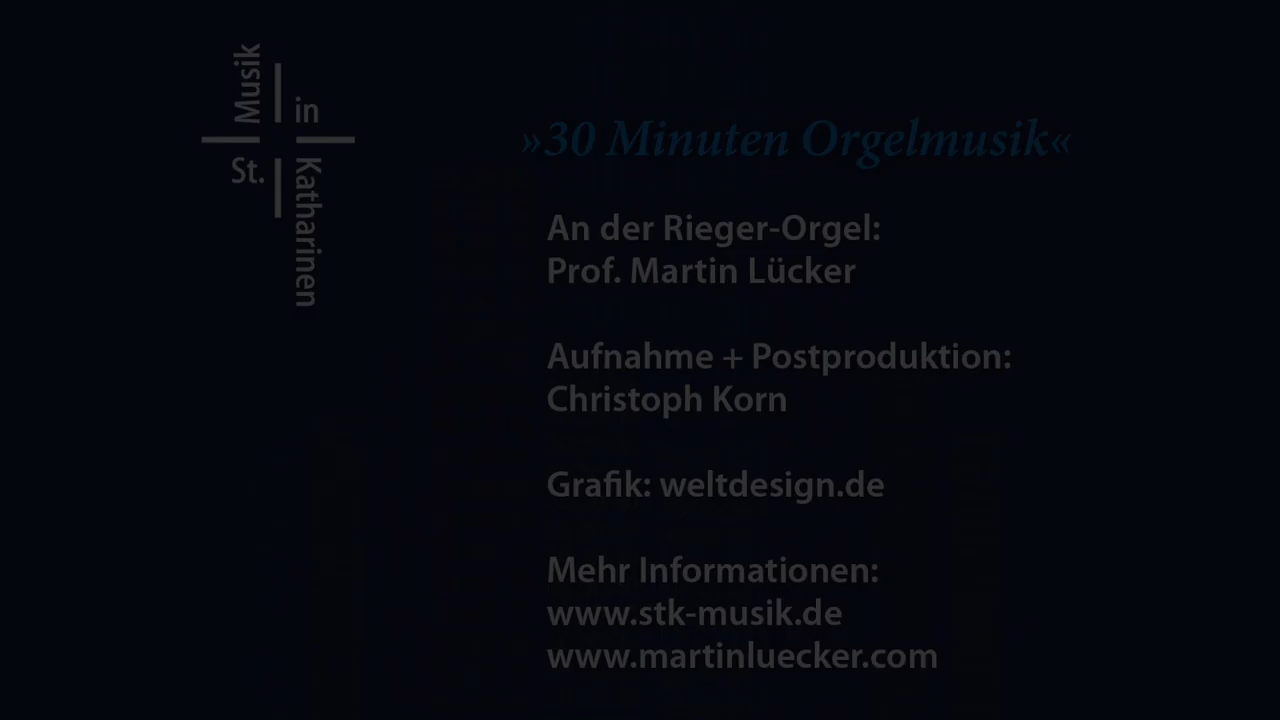 Musik in
St. Katharinen
»30 Minuten Orgelmusik«
An der Rieger-Orgel:
Prof. Martin Lücker
Aufnahme + Postproduktion:
Christoph Korn
Grafik: weltdesign.de
Mehr Informationen:
www.stk-musik.de
www.martinluecker.com